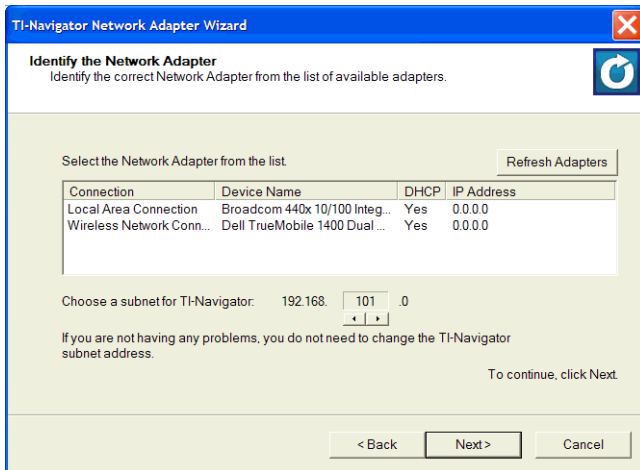 TI-Navigator Network Adapter Wizard
Identify the Network Adapter
Identify the correct Network Adapter from the list of available adapters.
Select the Network Adapter from the list.
Refresh Adapters
Connection Device Name DHCP IP Address
Local Area Connection Broadcom 440x 10/100 Integ... Yes 0.0.0.0
Wireless Network Conn... Dell TrueMobile 1400 Dual ... Yes 0.0.0.0
Choose a subnet for TI-Navigator: 192.168. 101 .0
If you are not having any problems, you do not need to change the TI-Navigator
subnet address.
To continue, click Next.
< Back Next > Cancel